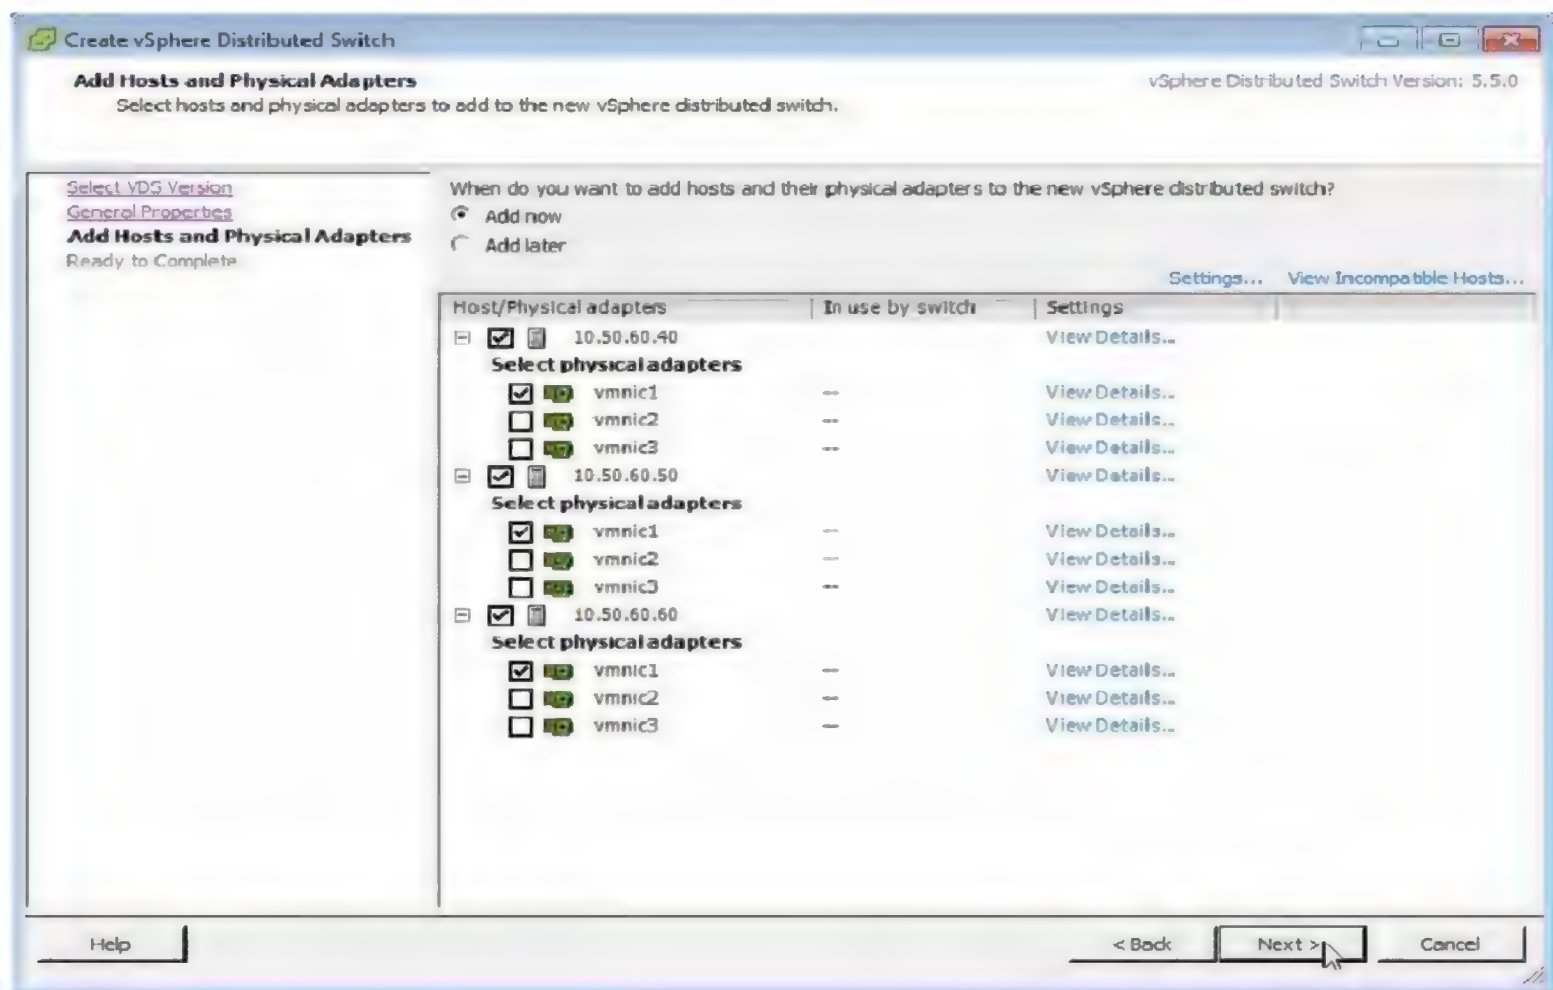 Create vSphere Distributed Switch
Add Hosts and Physical Adapters
vSphere Distributed Switch Version: 5.5.0
Select hosts and physical adapters to add to the new vSphere distributed switch.
Select VDS Version
General Properties
Add Hosts and Physical Adapters
Ready to Complete
When do you want to add hosts and their physical adapters to the new vSphere distributed switch?
Add now
Add later
Settings... View Incompatible Hosts...
Host/Physical adapters In use by switch Settings
10.50.60.40 View Details...
Select physical adapters
vmnic1 -- View Details...
vmnic2 -- View Details...
vmnic3 -- View Details...
10.50.60.50 View Details...
Select physical adapters
vmnic1 -- View Details...
vmnic2 -- View Details...
vmnic3 -- View Details...
10.50.60.60 View Details...
Select physical adapters
vmnic1 -- View Details...
vmnic2 -- View Details...
vmnic3 -- View Details...
Help < Back Next > Cancel